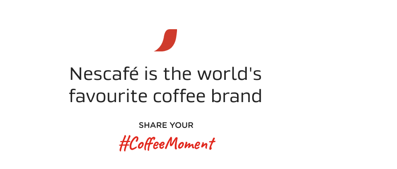 Nescafé is the world's
favourite coffee brand
SHARE YOUR
#CoffeeMoment